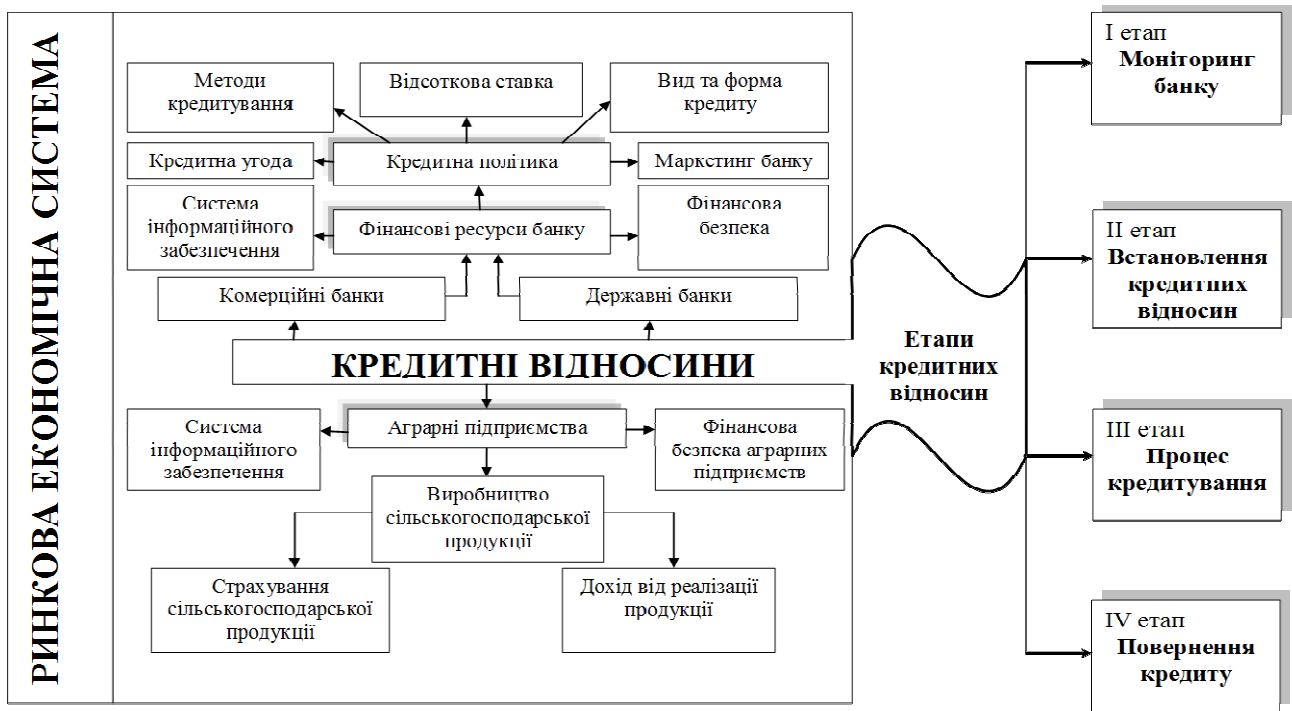 РИНКОВА ЕКОНОМІЧНА СИСТЕМА
Методи
кредитування
Відсоткова ставка
Вид та форма
кредиту
Кредитна угода
Кредитна політика
Маркетинг банку
Система
інформаційного
забезпечення
Фінансові ресурси банку
Фінансова
безпека
Комерційні банки
Державні банки
КРЕДИТНІ ВІДНОСИНИ
Система
інформаційного
забезпечення
Аграрні підприємства
Фінансова
безпека аграрних
підприємств
Виробництво
сільськогосподарської
продукції
Страхування
сільськогосподарської
продукції
Дохід від реалізації
продукції
Етапи
кредитних
відносин
І етап
Моніторинг
банку
ІІ етап
Встановлення
кредитних
відносин
ІІІ етап
Процес
кредитування
IV етап
Повернення
кредиту